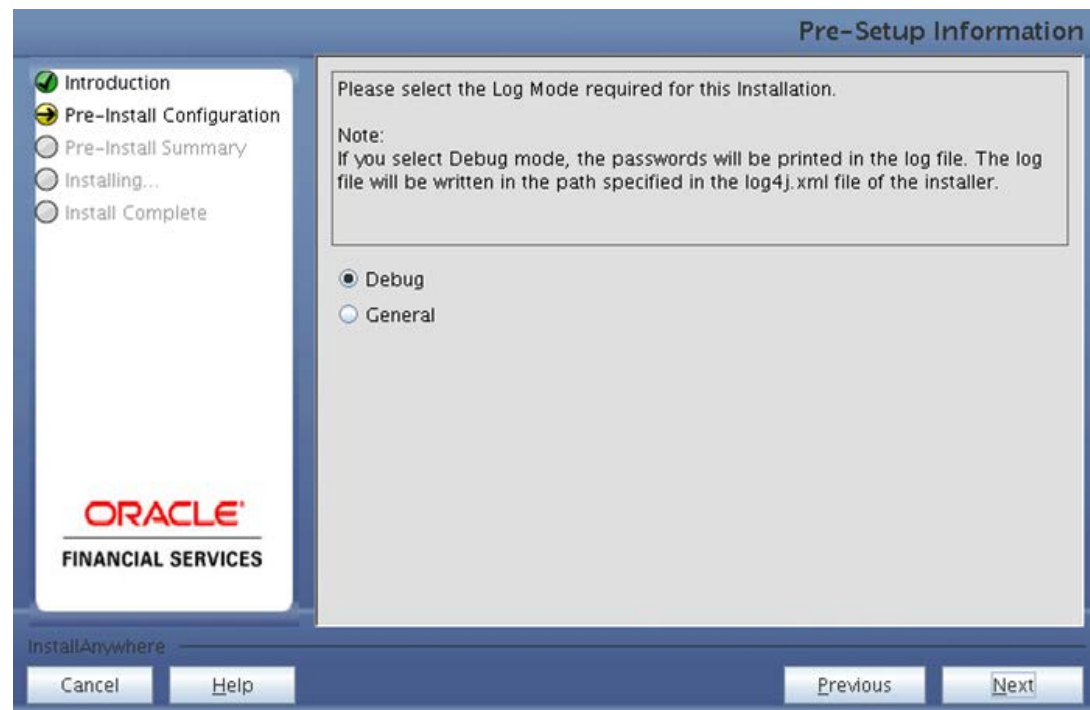 Pre-Setup Information
Introduction
Pre-Install Configuration
Pre-Install Summary
Installing...
Install Complete
ORACLE'
FINANCIAL SERVICES
Please select the Log Mode required for this Installation.
Note:
If you select Debug mode, the passwords will be printed in the log file. The log
file will be written in the path specified in the log4j.xml file of the installer.
Debug
General
InstallAnywhere
Cancel
Help
Previous
Next